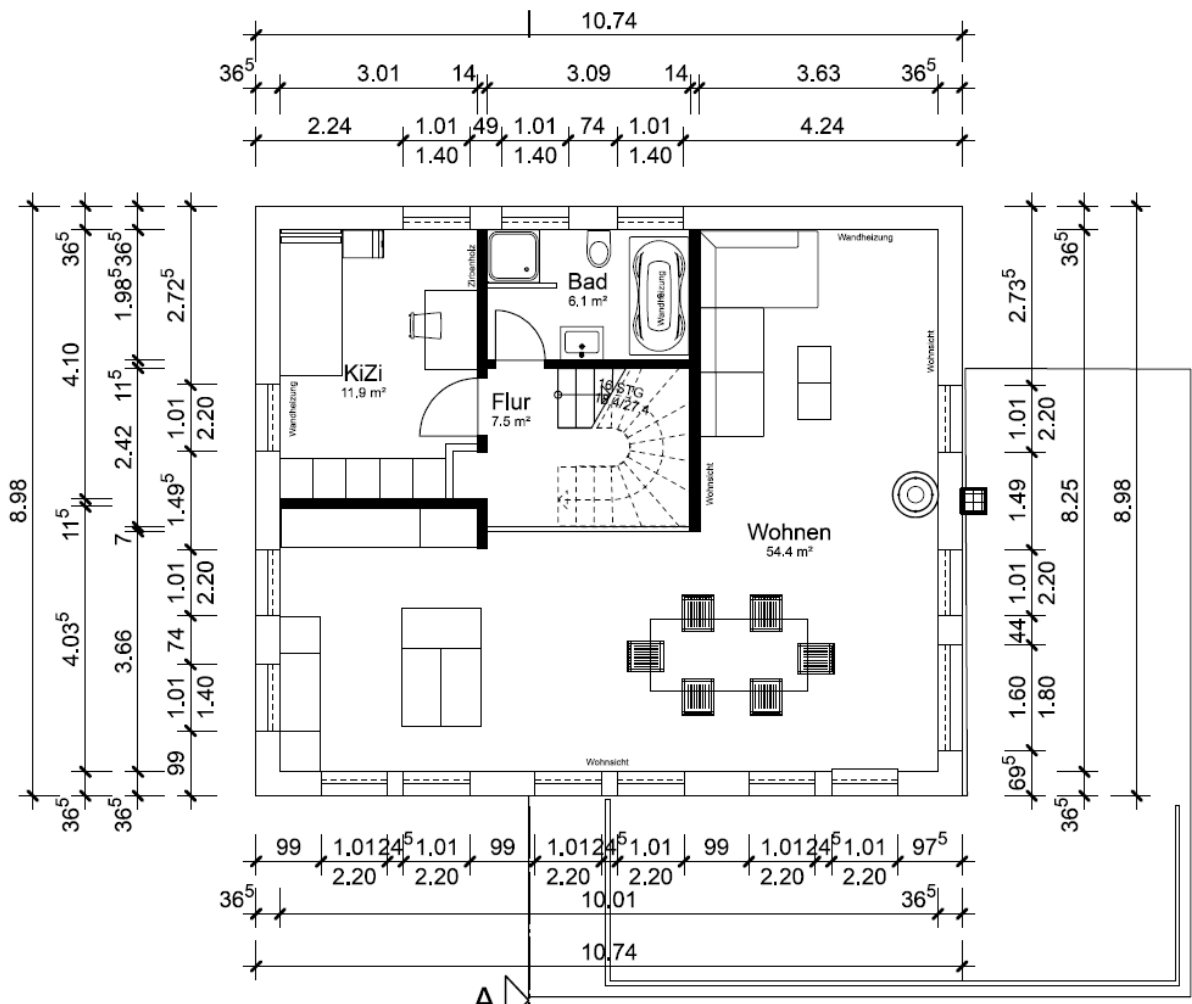 10.74
36⁵ 3.01 14 3.09 14 3.63 36⁵
2.24 1.01 49 1.01 74 1.01 4.24
1.40 1.40 1.40
8.98
36⁵ 4.10 11⁵ 4.03⁵ 36⁵
36⁵ 1.98⁵ 11⁵ 2.42 7 3.66 36⁵
2.72⁵ 1.01 1.49⁵ 1.01 74 1.01 99
2.20 2.20 1.40
Zirbenholz
Wandheizung
KiZi
11,9 m²
Bad
6,1 m²
Wandheizung
Flur
7.5 m²
16 STG
Wandheizung
Wohnsicht
Wohnsicht
Wohnen
54.4 m²
Wohnsicht
2.73⁵ 1.01 1.49 1.01 44 1.60 69⁵
2.20 2.20 1.80
36⁵ 8.25 36⁵
8.98
99 1.01 24⁵ 1.01 99 1.01 24⁵ 1.01 99 1.01 24⁵ 1.01 97⁵
2.20 2.20 2.20 2.20 2.20 2.20
36⁵ 10.01 36⁵
10.74
A